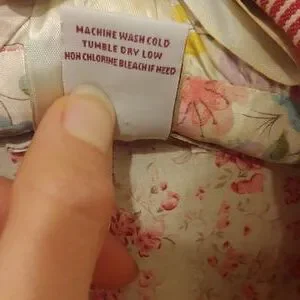 MACHINE WASH COLD
TUMBLE DRY LOW
NON CHLORINE BLEACH IF NEED